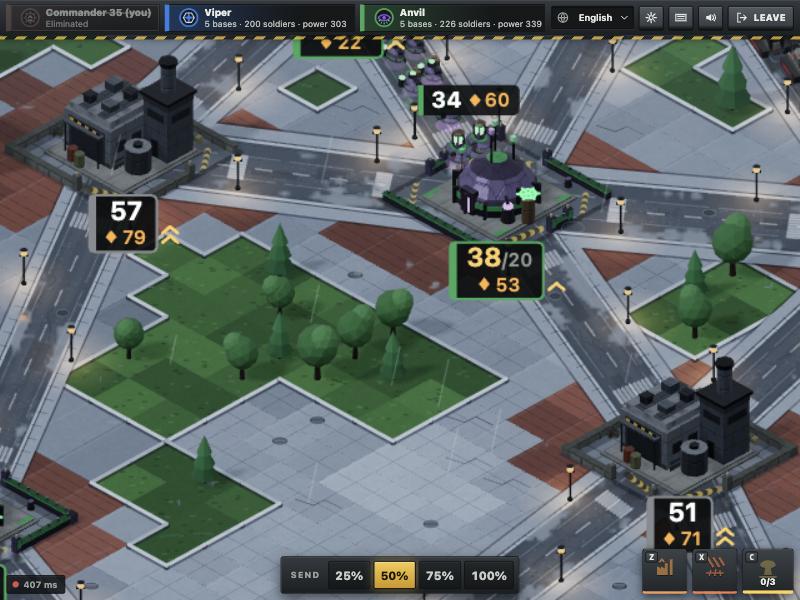 Commander 35 (you)
Eliminated
Viper
5 bases · 200 soldiers · power 303
Anvil
5 bases · 226 soldiers · power 339
English
LEAVE
22
34 60
57
79
38/20
53
51
71
Z
X
C
0/3
SEND 25% 50% 75% 100%
407 ms